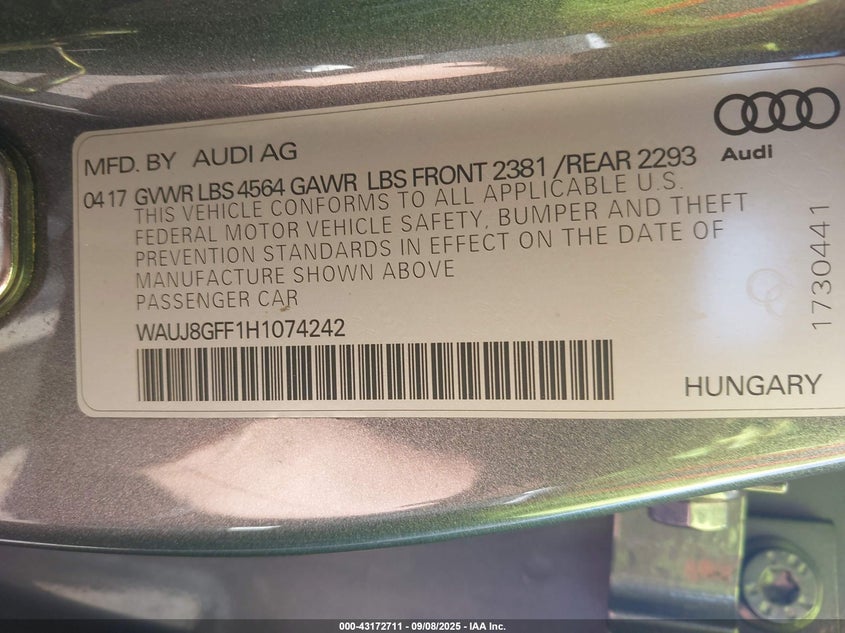 MFD. BY AUDI AG
Audi
04 17 GVWR LBS 4564 GAWR LBS FRONT 2381 /REAR 2293
THIS VEHICLE CONFORMS TO ALL APPLICABLE U.S.
FEDERAL MOTOR VEHICLE SAFETY, BUMPER AND THEFT
PREVENTION STANDARDS IN EFFECT ON THE DATE OF
MANUFACTURE SHOWN ABOVE
PASSENGER CAR
WAUJ8GFF1H1074242
HUNGARY
1730441
000-43172711 - 09/08/2025 - IAA Inc.